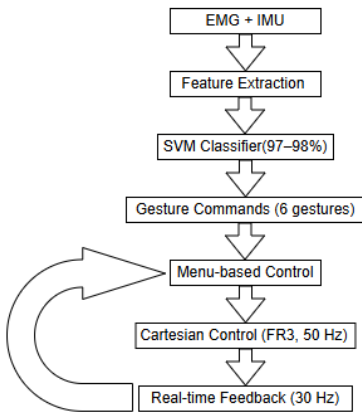 EMG + IMU
Feature Extraction
SVM Classifier(97–98%)
Gesture Commands (6 gestures)
Menu-based Control
Cartesian Control (FR3, 50 Hz)
Real-time Feedback (30 Hz)